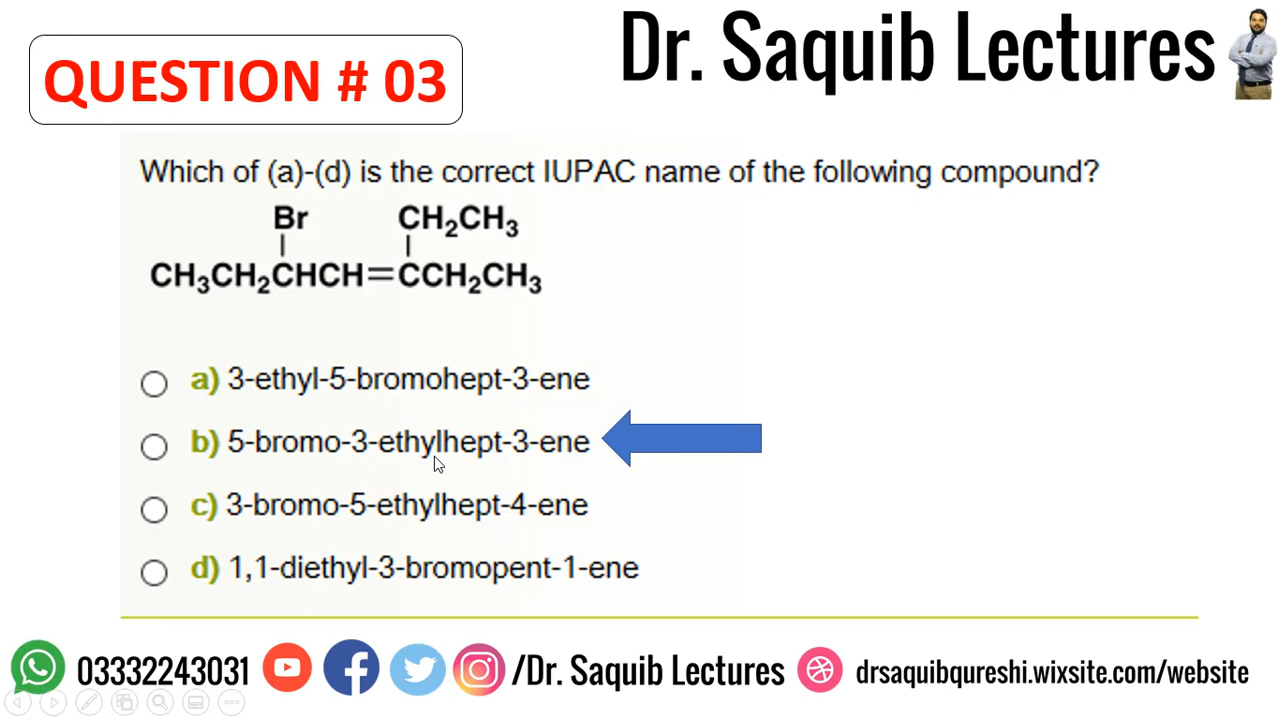 Dr. Saquib Lectures
QUESTION # 03
Which of (a)-(d) is the correct IUPAC name of the following compound?
Br CH₂CH₃
CH₃CH₂CHCH=CCH₂CH₃
a) 3-ethyl-5-bromohept-3-ene
b) 5-bromo-3-ethylhept-3-ene
c) 3-bromo-5-ethylhept-4-ene
d) 1,1-diethyl-3-bromopent-1-ene
03332243031 /Dr. Saquib Lectures drsaquibqureshi.wixsite.com/website